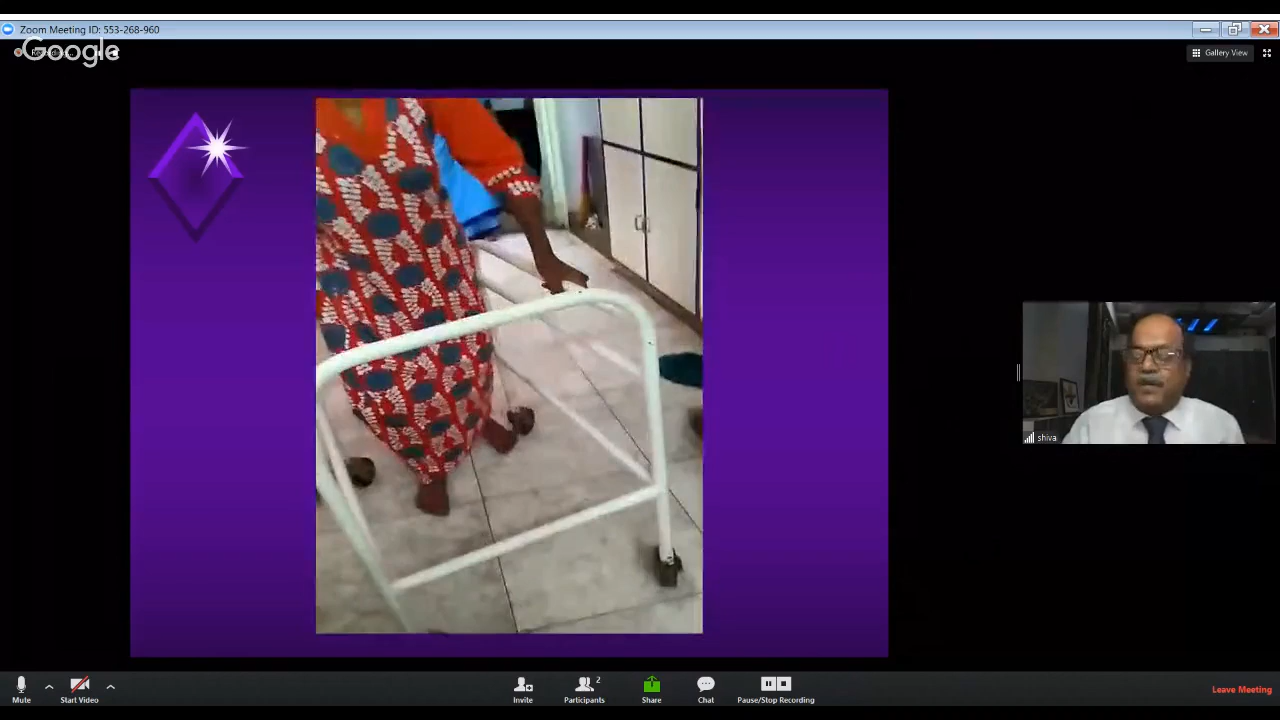 Zoom Meeting ID: 553-268-960
Google
Gallery View
shiva
Mute
Start Video
Invite
Participants
2
Share
Chat
Pause/Stop Recording
Leave Meeting